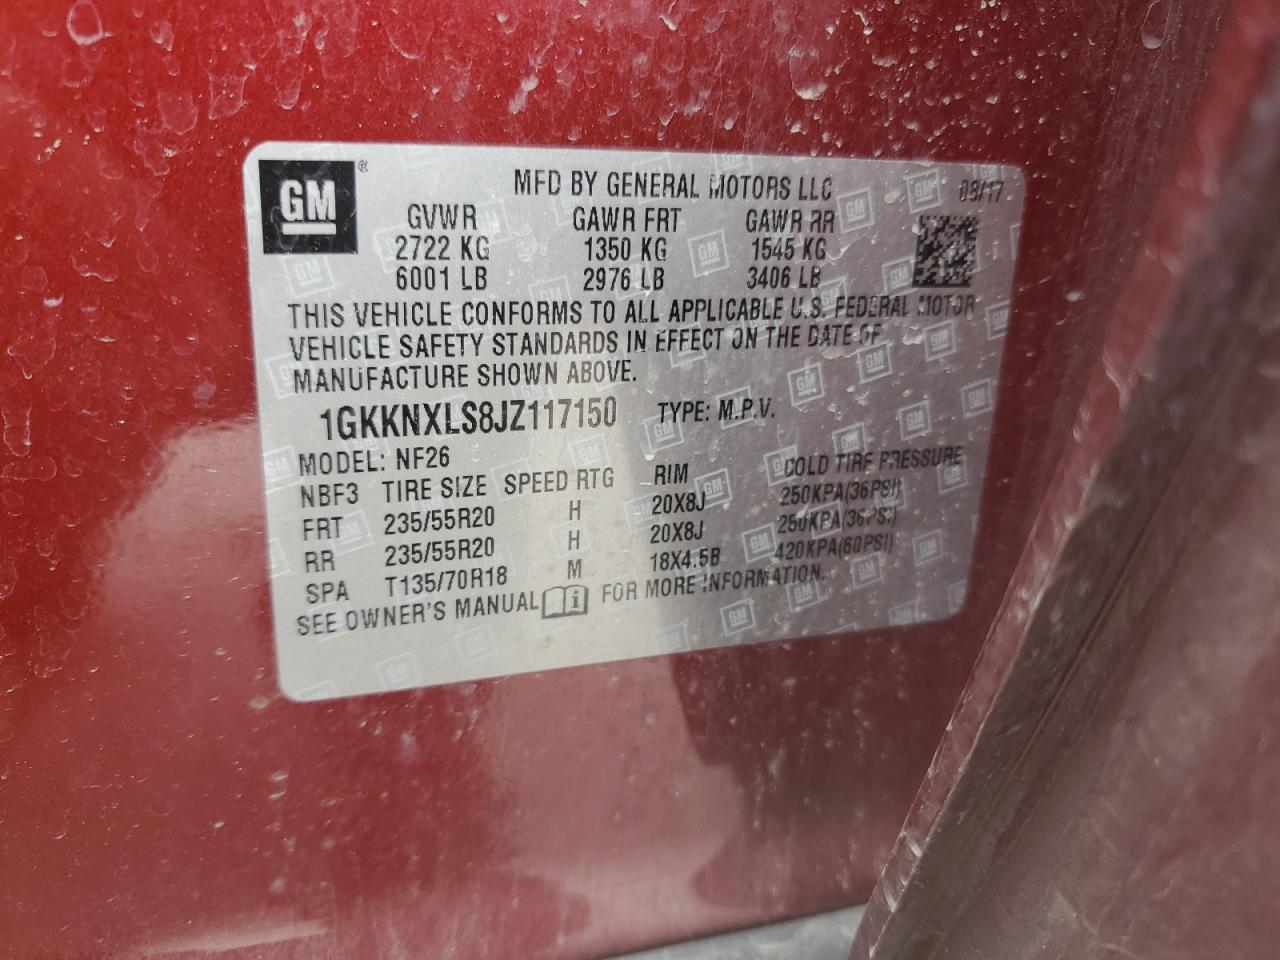 GM ®
MFD BY GENERAL MOTORS LLC 08/17
GVWR GAWR FRT GAWR RR
2722 KG 1350 KG 1545 KG
6001 LB 2976 LB 3406 LB
THIS VEHICLE CONFORMS TO ALL APPLICABLE U.S. FEDERAL MOTOR
VEHICLE SAFETY STANDARDS IN EFFECT ON THE DATE OF
MANUFACTURE SHOWN ABOVE.
1GKKNXLS8JZ117150 TYPE: M.P.V.
MODEL: NF26
NBF3 TIRE SIZE SPEED RTG RIM COLD TIRE PRESSURE
FRT 235/55R20 H 20X8J 250KPA(36PSI)
RR 235/55R20 H 20X8J 250KPA(36PSI)
SPA T135/70R18 M 18X4.5B 420KPA(60PSI)
SEE OWNER'S MANUAL FOR MORE INFORMATION.